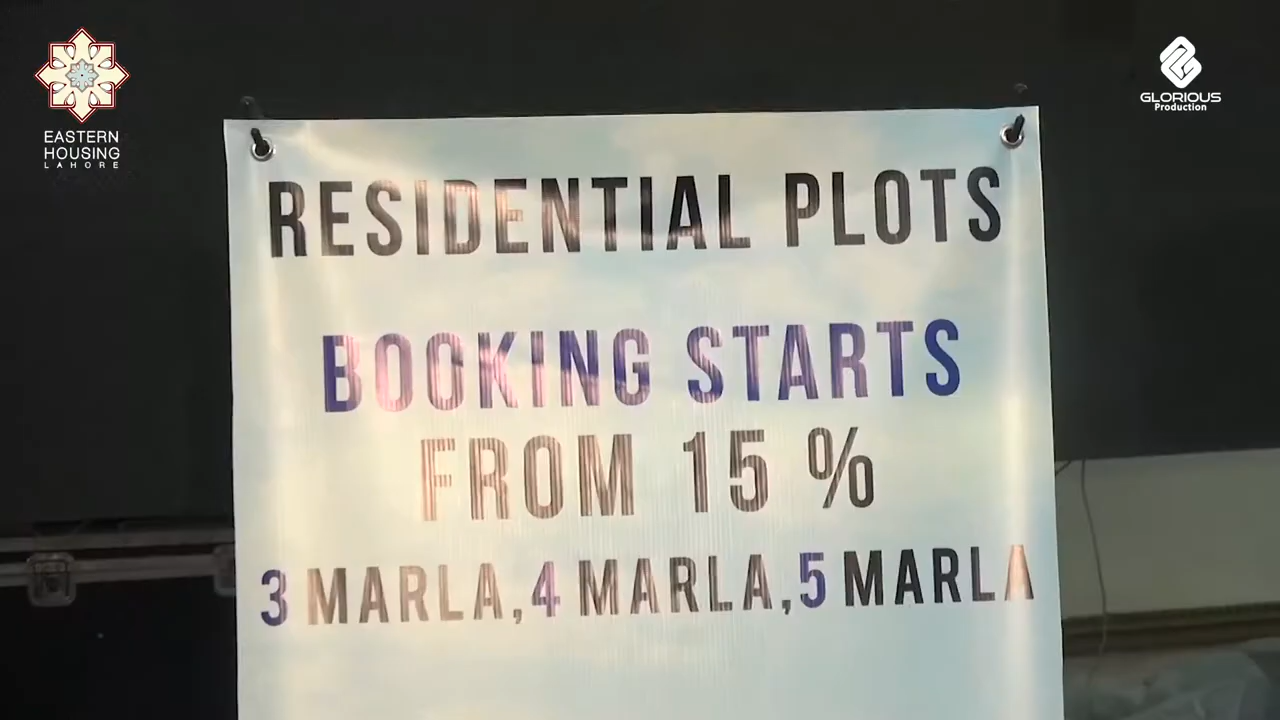 EASTERN
HOUSING
LAHORE
GLORIOUS
Production
RESIDENTIAL PLOTS
BOOKING STARTS
FROM 15 %
3 MARLA,4 MARLA,5 MARLA